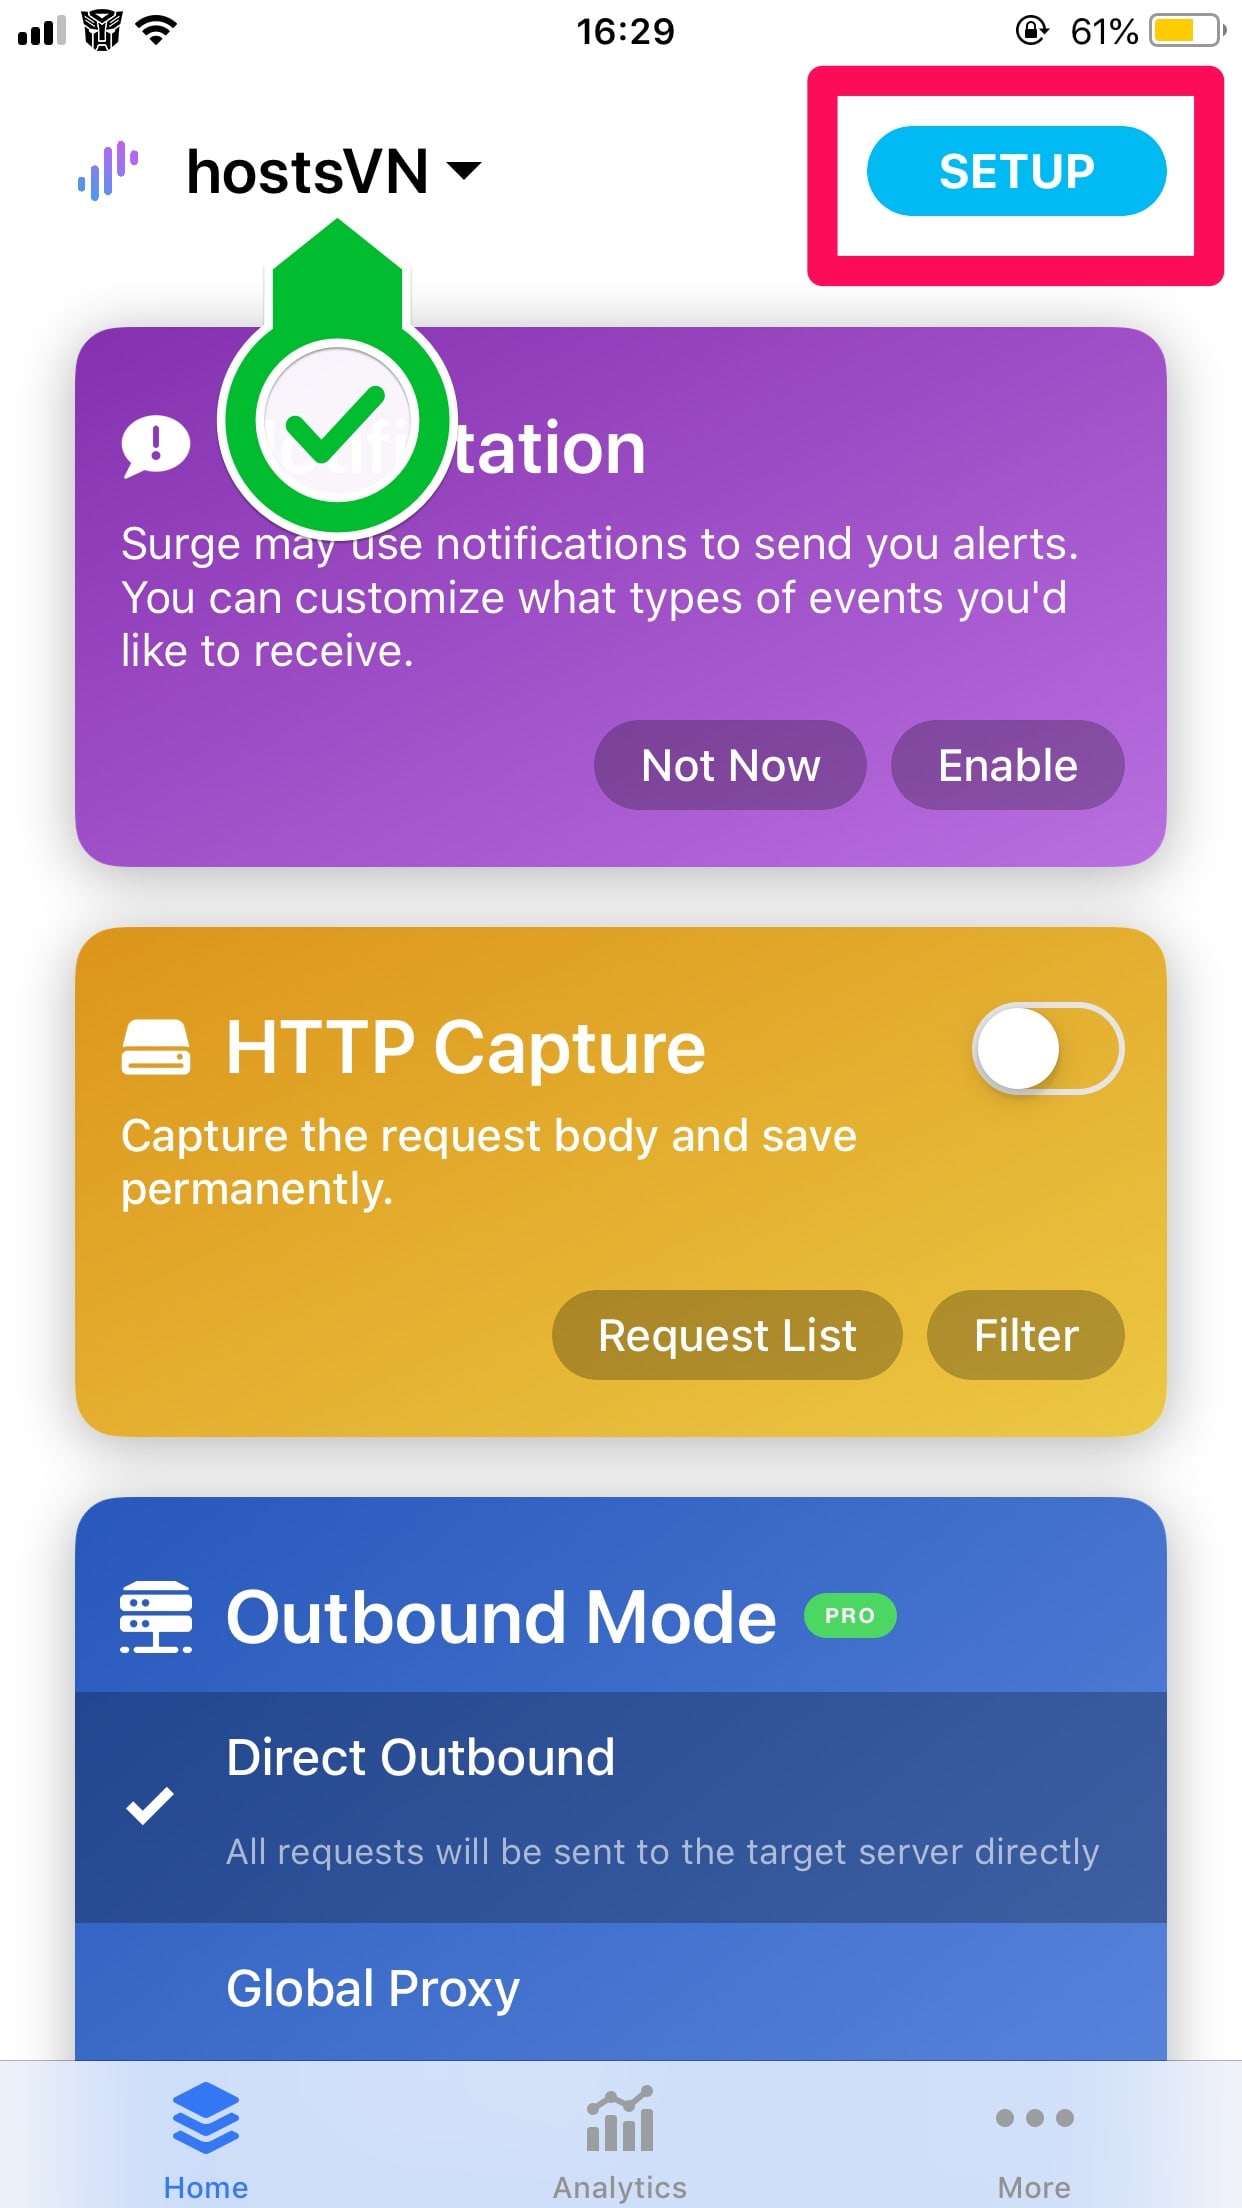 16:29
61%
hostsVN
SETUP
Surge may use notifications to send you alerts.
You can customize what types of events you'd
like to receive.
Not Now
Enable
HTTP Capture
Capture the request body and save
permanently.
Request List
Filter
Outbound Mode
PRO
Direct Outbound
All requests will be sent to the target server directly
Global Proxy
Home
Analytics
More